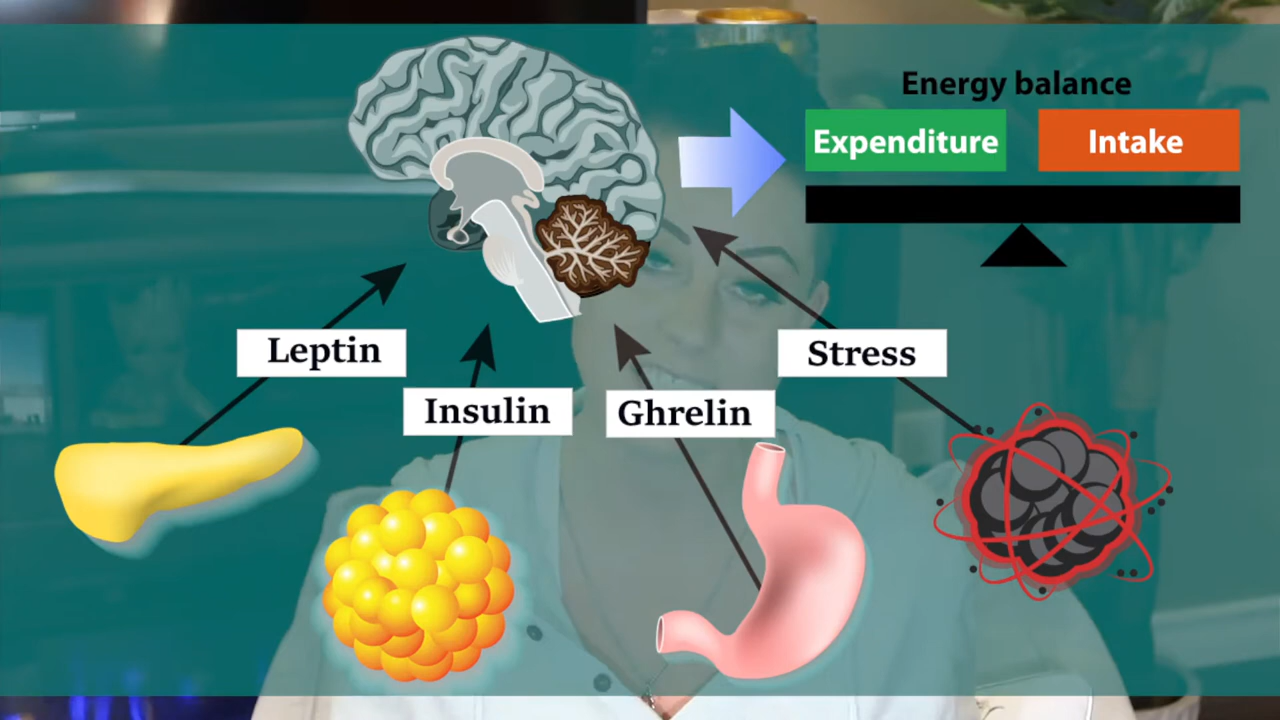 Energy balance
Expenditure
Intake
Leptin
Stress
Insulin
Ghrelin